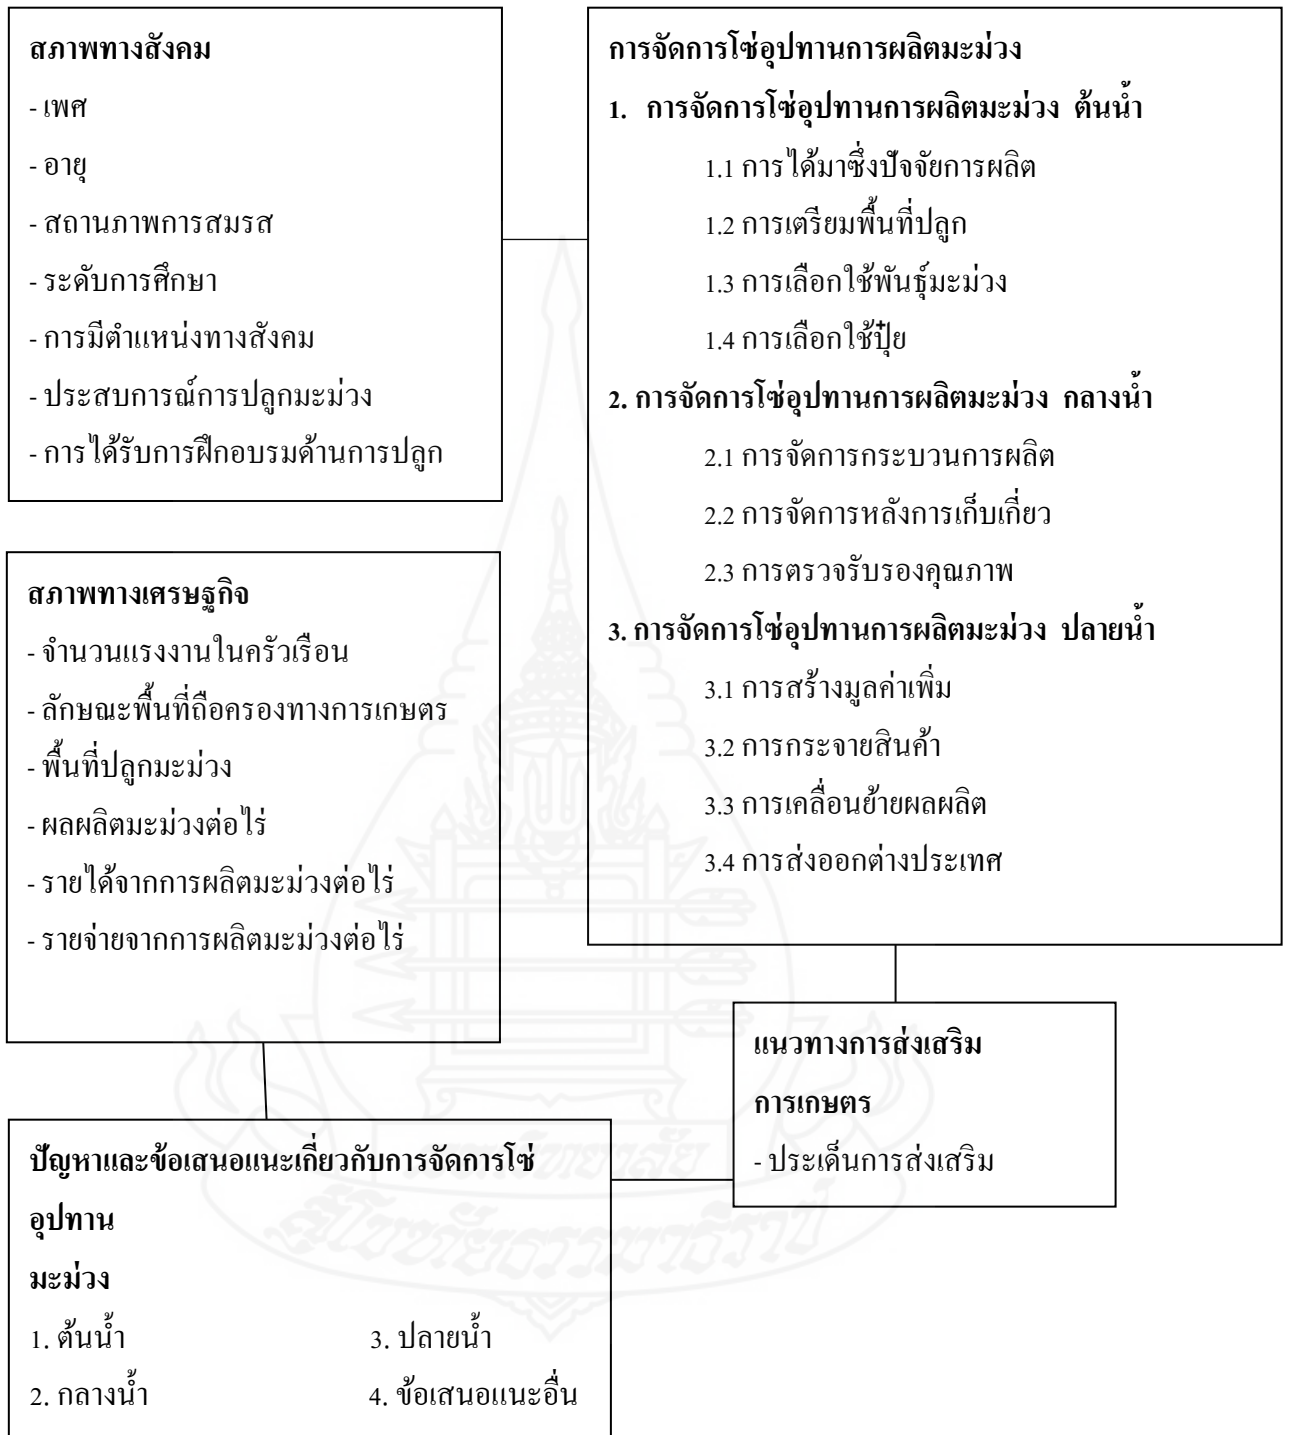 สภาพทางสังคม
- เพศ
- อายุ
- สถานภาพการสมรส
- ระดับการศึกษา
- การมีตำแหน่งทางสังคม
- ประสบการณ์การปลูกมะม่วง
- การได้รับการฝึกอบรมด้านการปลูก
สภาพทางเศรษฐกิจ
- จำนวนแรงงานในครัวเรือน
- ลักษณะพื้นที่ถือครองทางการเกษตร
- พื้นที่ปลูกมะม่วง
- ผลผลิตมะม่วงต่อไร่
- รายได้จากการผลิตมะม่วงต่อไร่
- รายจ่ายจากการผลิตมะม่วงต่อไร่
การจัดการโซ่อุปทานการผลิตมะม่วง
1. การจัดการโซ่อุปทานการผลิตมะม่วง ต้นน้ำ
1.1 การได้มาซึ่งปัจจัยการผลิต
1.2 การเตรียมพื้นที่ปลูก
1.3 การเลือกใช้พันธุ์มะม่วง
1.4 การเลือกใช้ปุ๋ย
2. การจัดการโซ่อุปทานการผลิตมะม่วง กลางน้ำ
2.1 การจัดการกระบวนการผลิต
2.2 การจัดการหลังการเก็บเกี่ยว
2.3 การตรวจรับรองคุณภาพ
3. การจัดการโซ่อุปทานการผลิตมะม่วง ปลายน้ำ
3.1 การสร้างมูลค่าเพิ่ม
3.2 การกระจายสินค้า
3.3 การเคลื่อนย้ายผลผลิต
3.4 การส่งออกต่างประเทศ
แนวทางการส่งเสริม
การเกษตร
- ประเด็นการส่งเสริม
ปัญหาและข้อเสนอแนะเกี่ยวกับการจัดการโซ่
อุปทาน
มะม่วง
1. ต้นน้ำ 3. ปลายน้ำ
2. กลางน้ำ 4. ข้อเสนอแนะอื่น